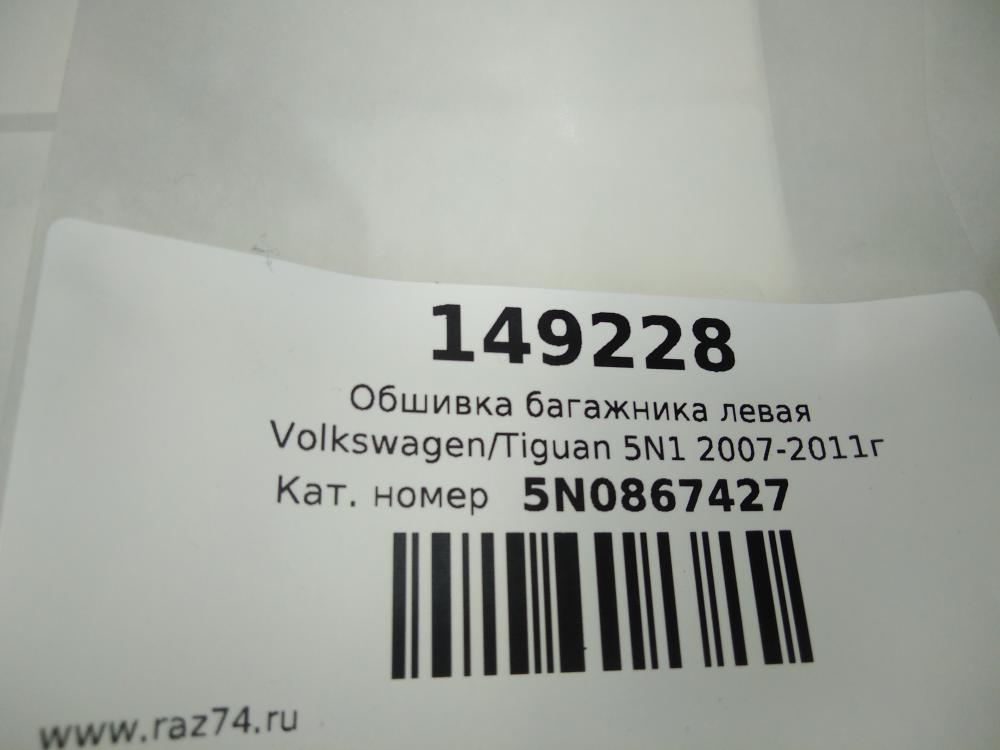 149228
Обшивка багажника левая
Volkswagen/Tiguan 5N1 2007-2011г
Кат. номер 5N0867427
www.raz74.ru